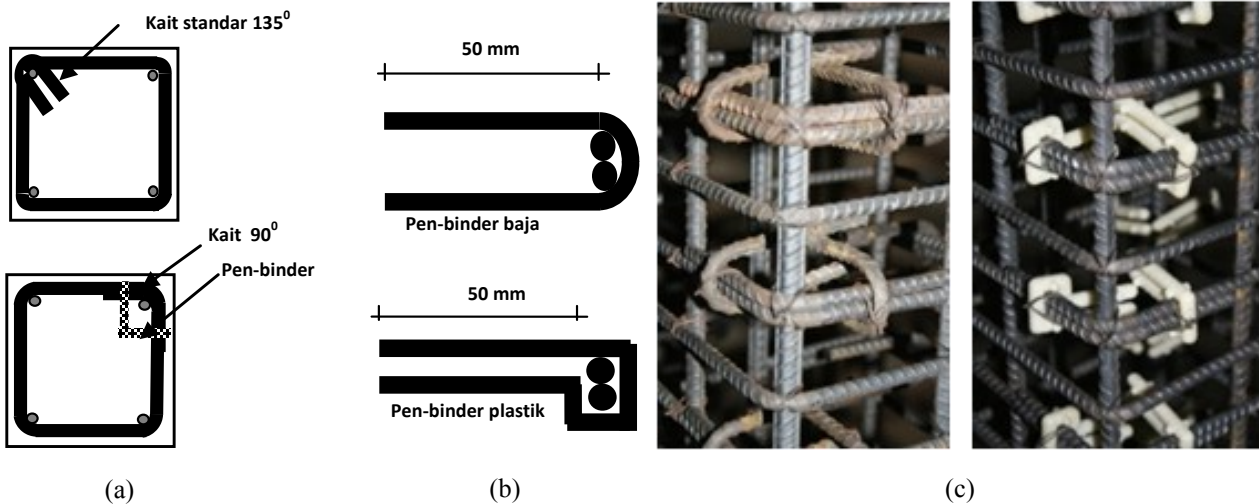 Kait standar 135⁰
Kait 90⁰
Pen-binder
(a)
50 mm
Pen-binder baja
50 mm
Pen-binder plastik
(b)
(c)